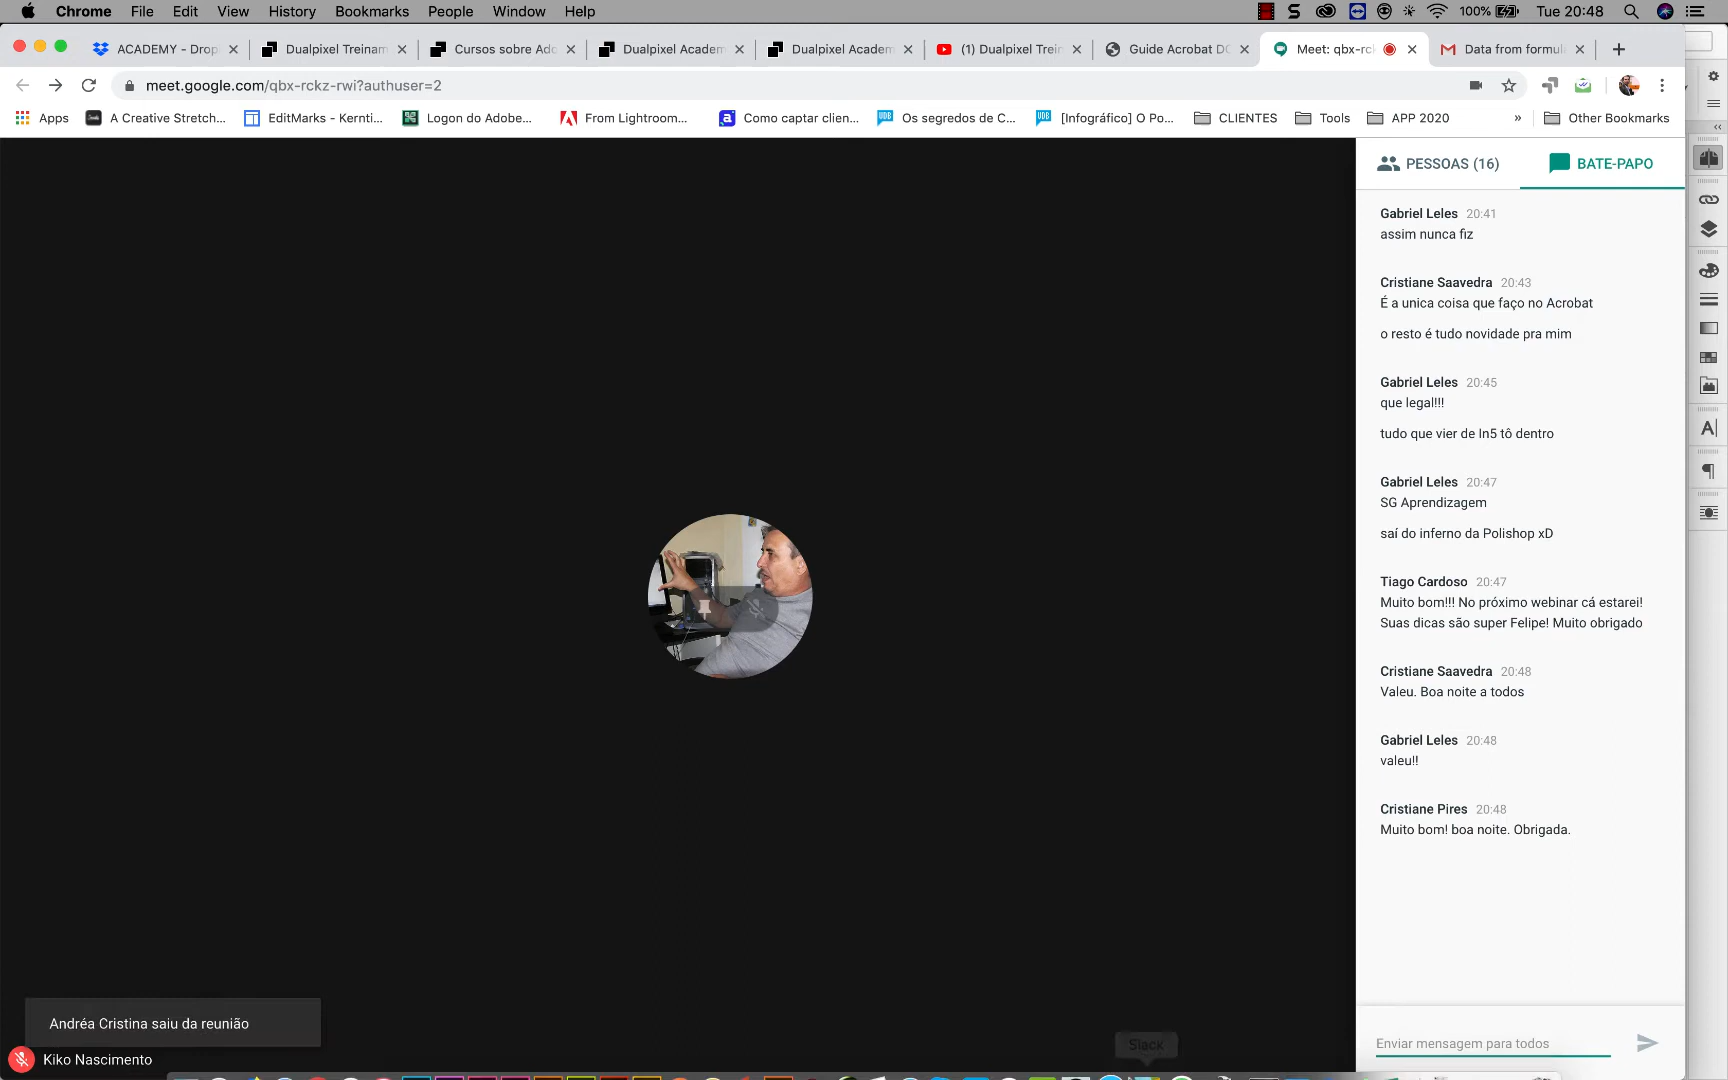 Chrome File Edit View History Bookmarks People Window Help 100% Tue 20:48
ACADEMY - Drop Dualpixel Treinam Cursos sobre Ado Dualpixel Academ Dualpixel Academ (1) Dualpixel Trein Guide Acrobat DC Meet: qbx-rck Data from formul
meet.google.com/qbx-rckz-rwi?authuser=2
Apps A Creative Stretch... EditMarks - Kernti... Logon do Adobe... From Lightroom... Como captar clien... Os segredos de C... [Infográfico] O Po... CLIENTES Tools APP 2020 » Other Bookmarks
PESSOAS (16) BATE-PAPO
Gabriel Leles 20:41
assim nunca fiz
Cristiane Saavedra 20:43
É a unica coisa que faço no Acrobat
o resto é tudo novidade pra mim
Gabriel Leles 20:45
que legal!!!
tudo que vier de In5 tô dentro
Gabriel Leles 20:47
SG Aprendizagem
saí do inferno da Polishop xD
Tiago Cardoso 20:47
Muito bom!!! No próximo webinar cá estarei!
Suas dicas são super Felipe! Muito obrigado
Cristiane Saavedra 20:48
Valeu. Boa noite a todos
Gabriel Leles 20:48
valeu!!
Cristiane Pires 20:48
Muito bom! boa noite. Obrigada.
Andréa Cristina saiu da reunião
Kiko Nascimento
Slack
Enviar mensagem para todos